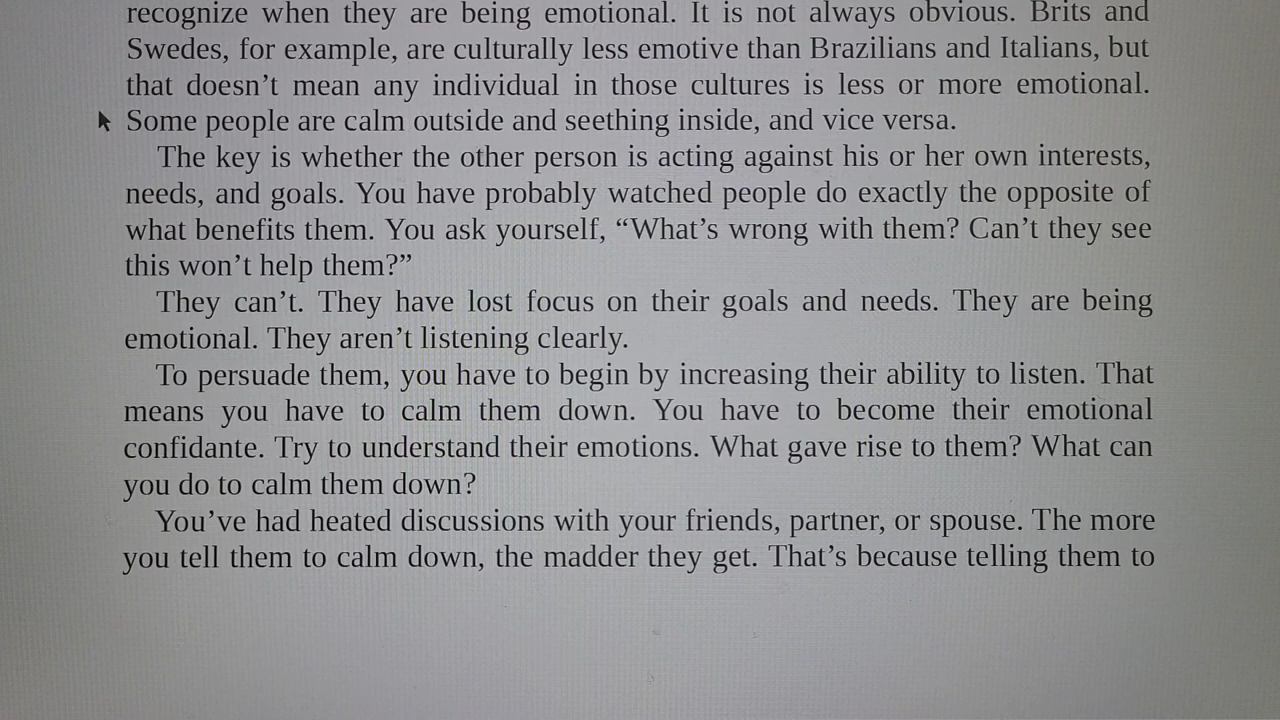 recognize when they are being emotional. It is not always obvious. Brits and
Swedes, for example, are culturally less emotive than Brazilians and Italians, but
that doesn’t mean any individual in those cultures is less or more emotional.
Some people are calm outside and seething inside, and vice versa.
The key is whether the other person is acting against his or her own interests,
needs, and goals. You have probably watched people do exactly the opposite of
what benefits them. You ask yourself, “What’s wrong with them? Can’t they see
this won’t help them?”
They can’t. They have lost focus on their goals and needs. They are being
emotional. They aren’t listening clearly.
To persuade them, you have to begin by increasing their ability to listen. That
means you have to calm them down. You have to become their emotional
confidante. Try to understand their emotions. What gave rise to them? What can
you do to calm them down?
You’ve had heated discussions with your friends, partner, or spouse. The more
you tell them to calm down, the madder they get. That’s because telling them to